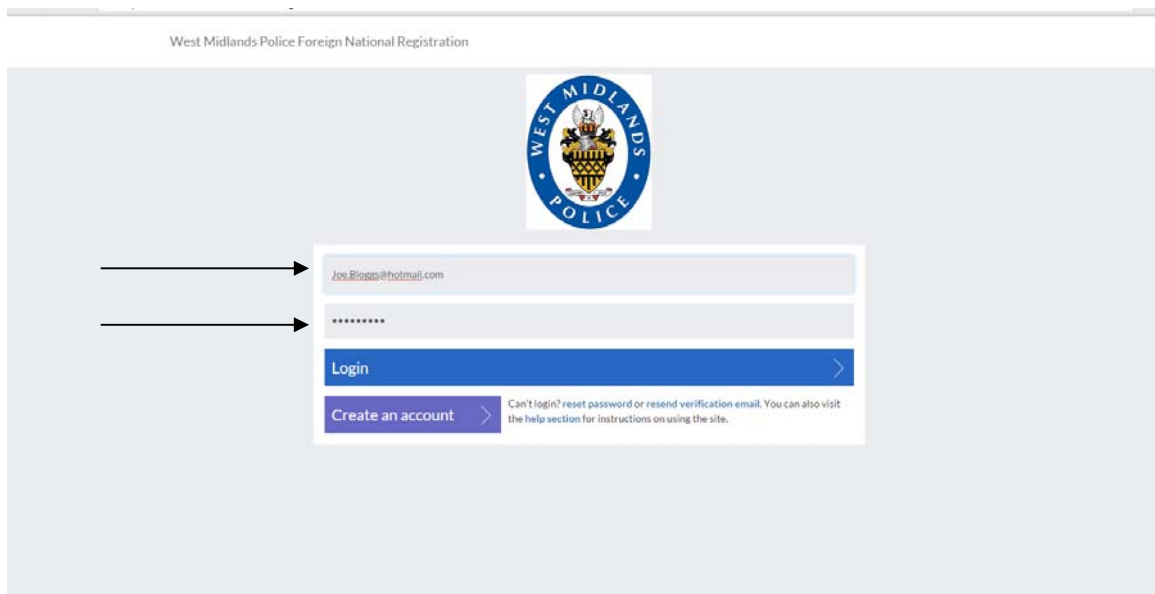 West Midlands Police Foreign National Registration
WEST MIDLANDS
POLICE
Joe.Bloggs@hotmail.com
•••••••••
Login
Create an account
Can't login? reset password or resend verification email. You can also visit
the help section for instructions on using the site.